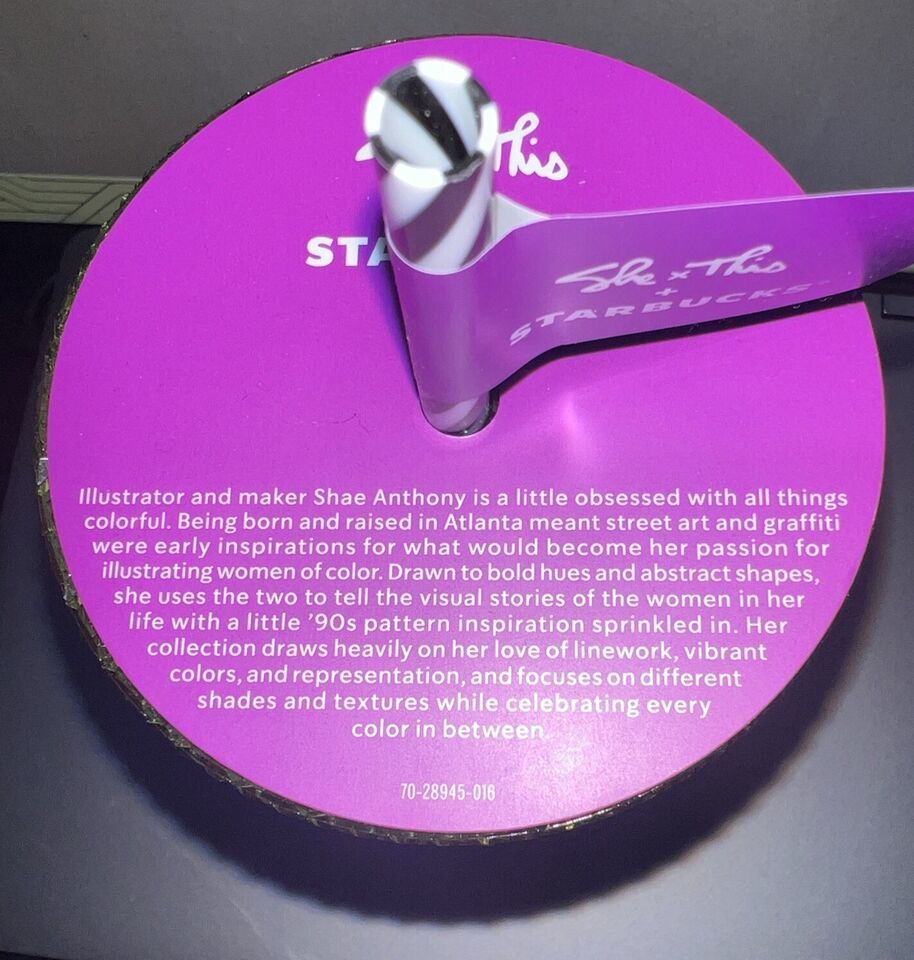 This
STA
She x This
+
STARBUCKS
Illustrator and maker Shae Anthony is a little obsessed with all things
colorful. Being born and raised in Atlanta meant street art and graffiti
were early inspirations for what would become her passion for
illustrating women of color. Drawn to bold hues and abstract shapes,
she uses the two to tell the visual stories of the women in her
life with a little ’90s pattern inspiration sprinkled in. Her
collection draws heavily on her love of linework, vibrant
colors, and representation, and focuses on different
shades and textures while celebrating every
color in between.
70-28945-016